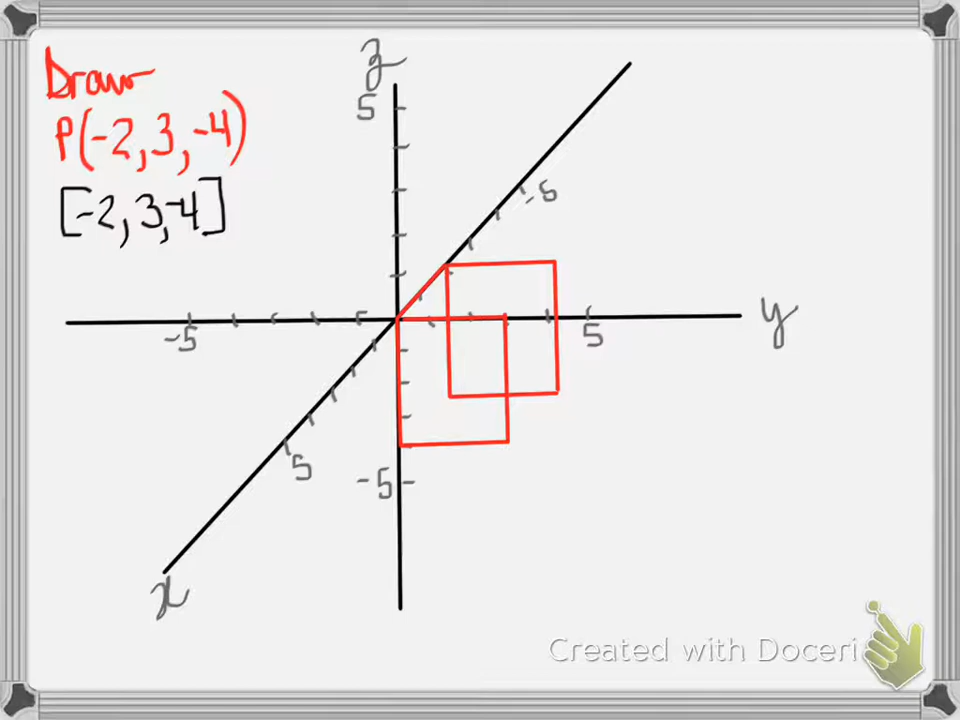 Draw
P(-2, 3, -4)
[-2, 3, -4]
z
5
-5
-5
5
y
5
-5
x
Created with Doceri